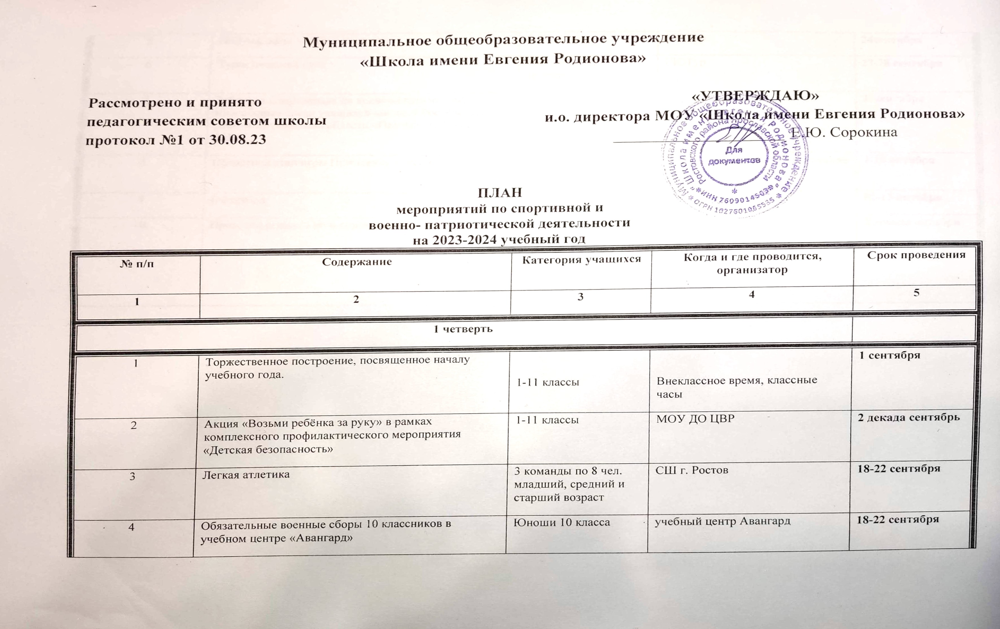 Муниципальное общеобразовательное учреждение
«Школа имени Евгения Родионова»
Рассмотрено и принято
педагогическим советом школы
протокол №1 от 30.08.23
«УТВЕРЖДАЮ»
и.о. директора МОУ «Школа имени Евгения Родионова»
Е.Ю. Сорокина
Муниципальное общеобразовательное учреждение
"Школа имени Евгения Родионова"
Ростовского района Ярославской области
Для
документов
ПЛАН
мероприятий по спортивной и
военно- патриотической деятельности
на 2023-2024 учебный год
№ п/п
Содержание
Категория учащихся
Когда и где проводится,
организатор
Срок проведения
1
2
3
4
5
1 четверть
1
Торжественное построение, посвященное началу
учебного года.
1-11 классы
Внеклассное время, классные
часы
1 сентября
2
Акция «Возьми ребёнка за руку» в рамках
комплексного профилактического мероприятия
«Детская безопасность»
1-11 классы
МОУ ДО ЦВР
2 декада сентябрь
3
Легкая атлетика
3 команды по 8 чел.
младший, средний и
старший возраст
СШ г. Ростов
18-22 сентября
4
Обязательные военные сборы 10 классников в
учебном центре «Авангард»
Юноши 10 класса
учебный центр Авангард
18-22 сентября